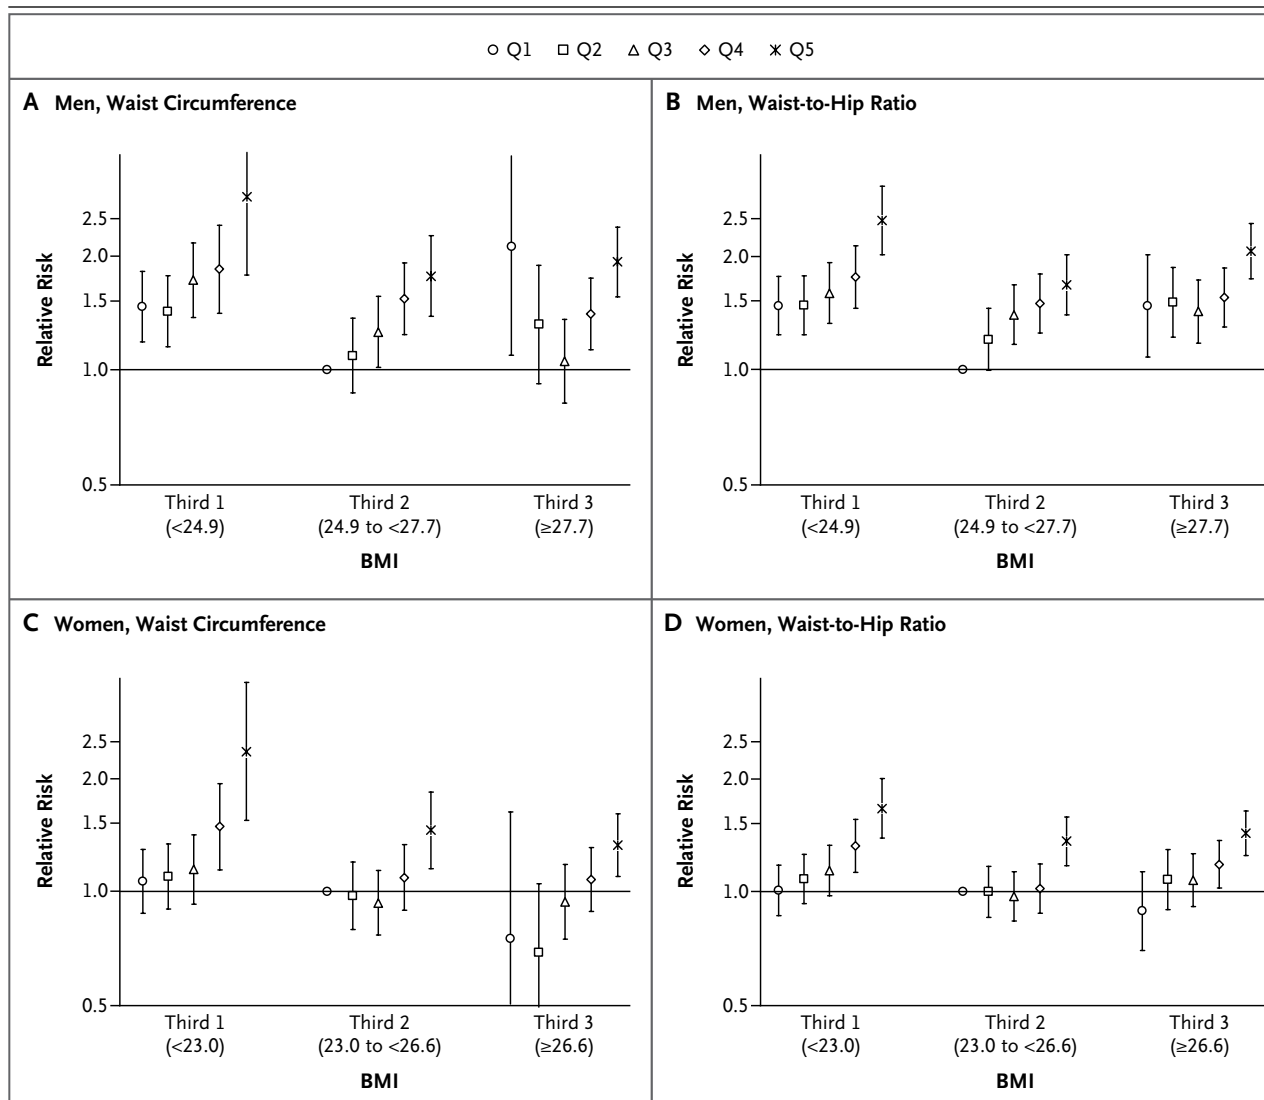 Q1 Q2 Q3 Q4 Q5
A Men, Waist Circumference
Relative Risk
2.5
2.0
1.5
1.0
0.5
Third 1
(<24.9)
Third 2
(24.9 to <27.7)
Third 3
(≥27.7)
BMI
B Men, Waist-to-Hip Ratio
Relative Risk
2.5
2.0
1.5
1.0
0.5
Third 1
(<24.9)
Third 2
(24.9 to <27.7)
Third 3
(≥27.7)
BMI
C Women, Waist Circumference
Relative Risk
2.5
2.0
1.5
1.0
0.5
Third 1
(<23.0)
Third 2
(23.0 to <26.6)
Third 3
(≥26.6)
BMI
D Women, Waist-to-Hip Ratio
Relative Risk
2.5
2.0
1.5
1.0
0.5
Third 1
(<23.0)
Third 2
(23.0 to <26.6)
Third 3
(≥26.6)
BMI